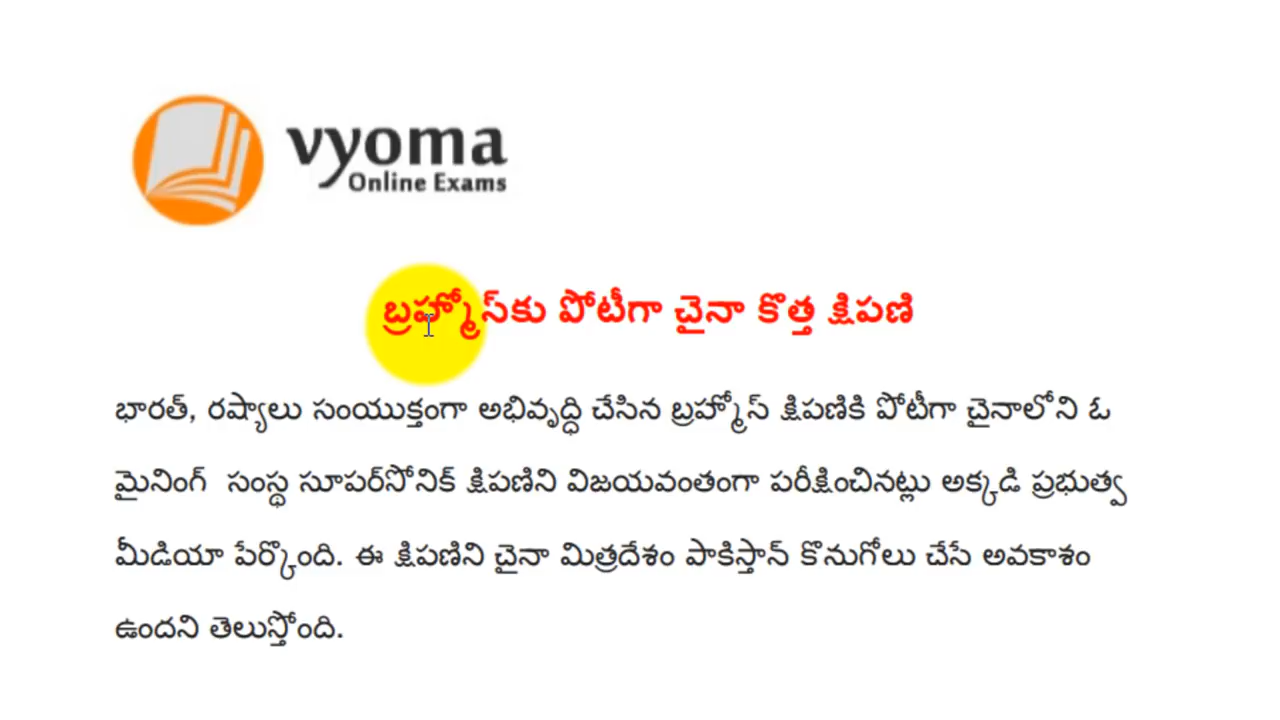 vyoma
Online Exams
బ్రహ్మోస్‌కు పోటీగా చైనా కొత్త క్షిపణి
భారత్, రష్యాలు సంయుక్తంగా అభివృద్ధి చేసిన బ్రహ్మోస్ క్షిపణికి పోటీగా చైనాలోని ఓ
మైనింగ్ సంస్థ సూపర్‌సోనిక్ క్షిపణిని విజయవంతంగా పరీక్షించినట్లు అక్కడి ప్రభుత్వ
మీడియా పేర్కొంది. ఈ క్షిపణిని చైనా మిత్రదేశం పాకిస్తాన్ కొనుగోలు చేసే అవకాశం
ఉందని తెలుస్తోంది.